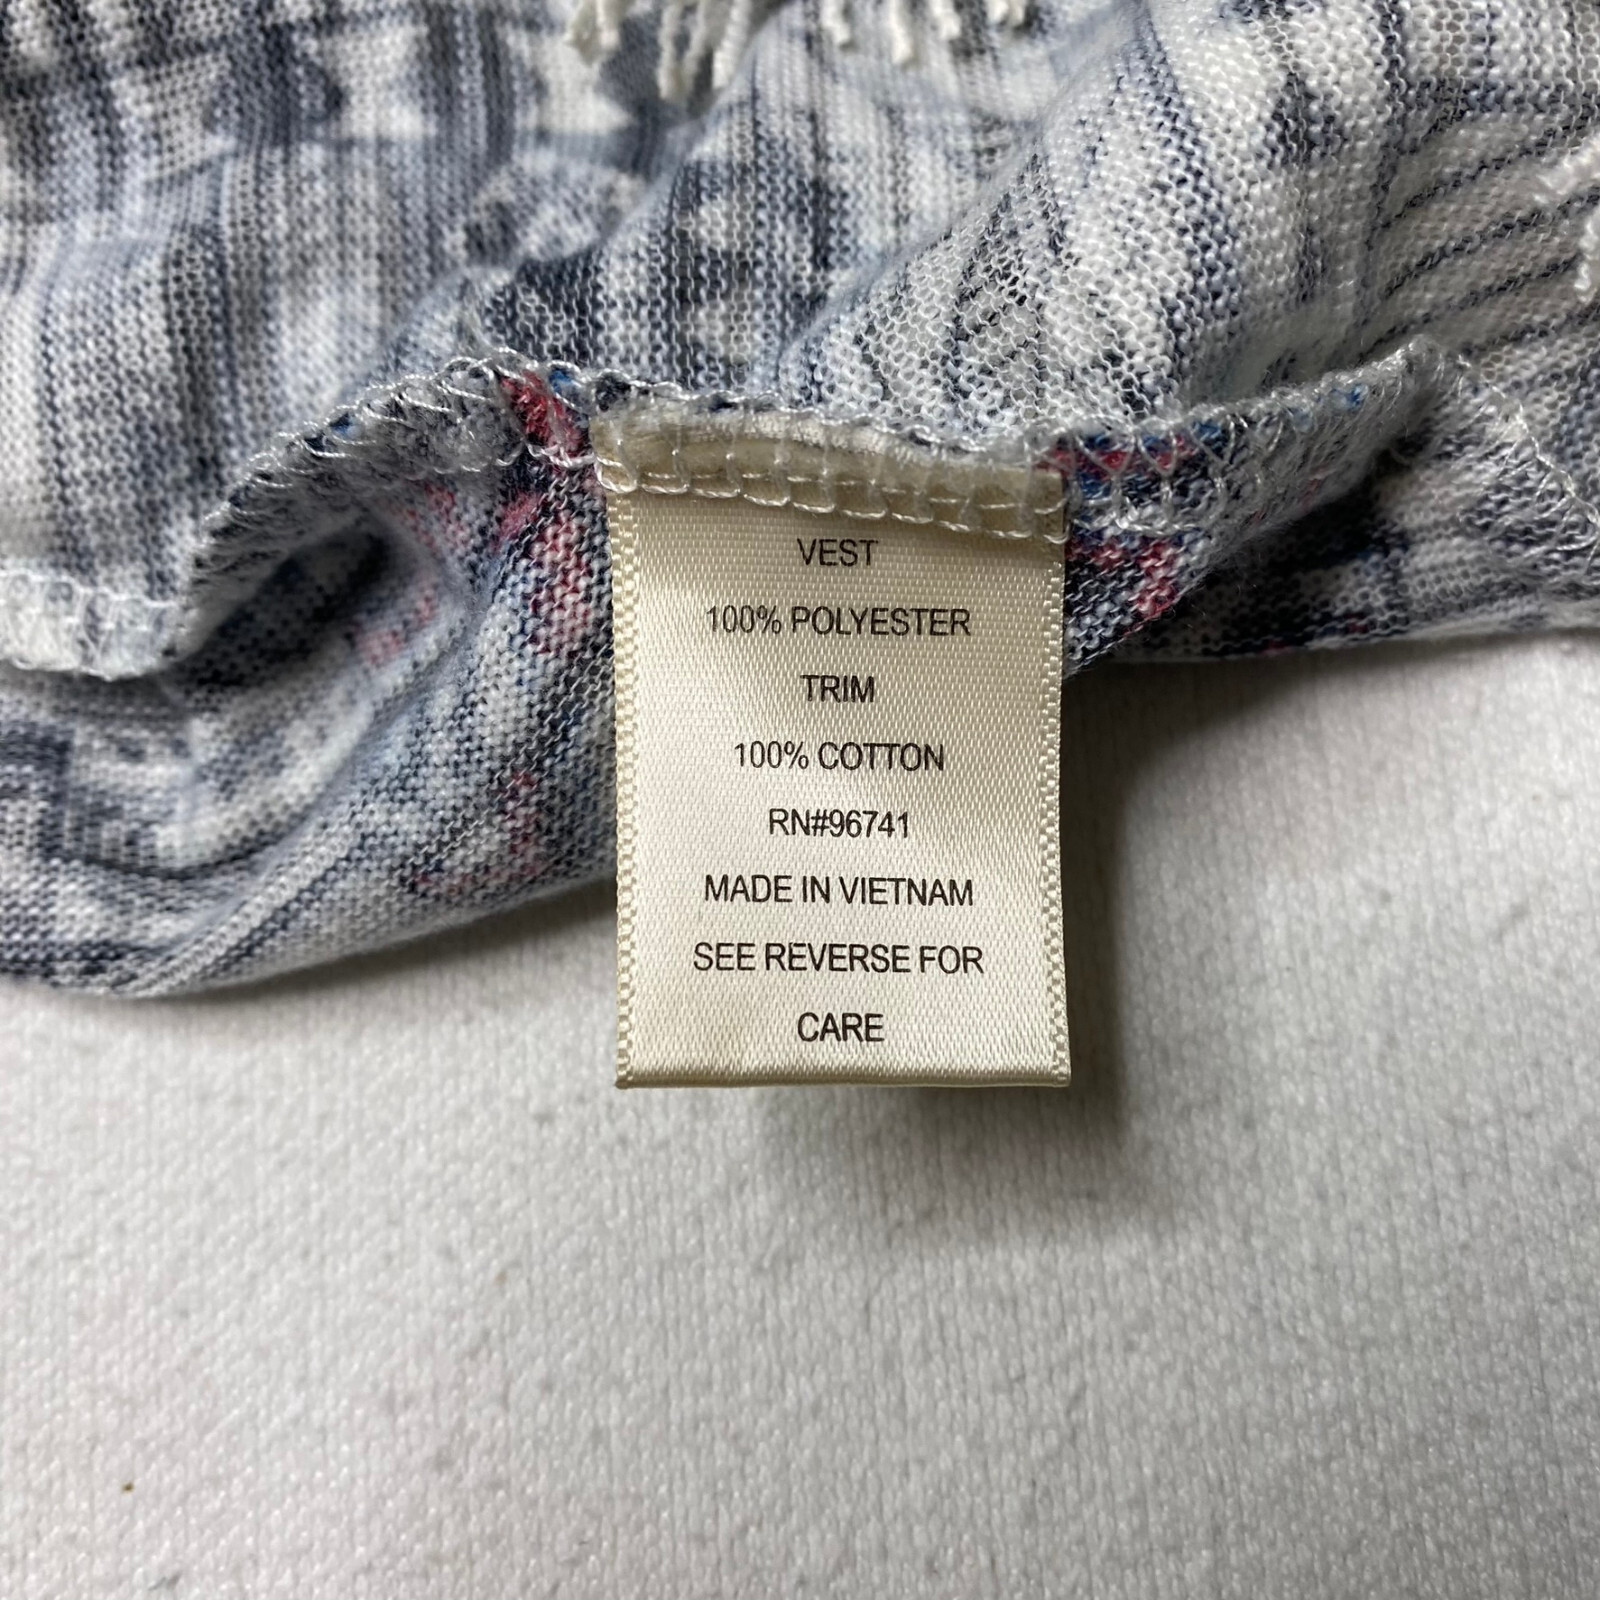 VEST
100% POLYESTER
TRIM
100% COTTON
RN#96741
MADE IN VIETNAM
SEE REVERSE FOR
CARE